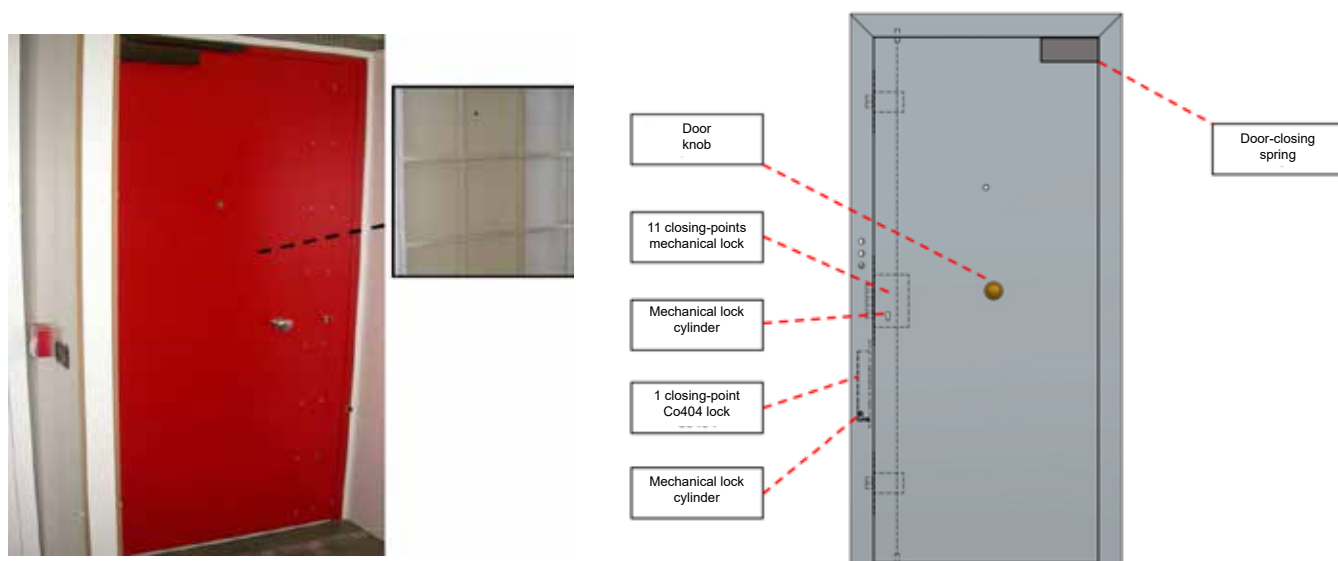 Door
knob
11 closing-points
mechanical lock
Mechanical lock
cylinder
1 closing-point
Co404 lock
Mechanical lock
cylinder
Door-closing
spring